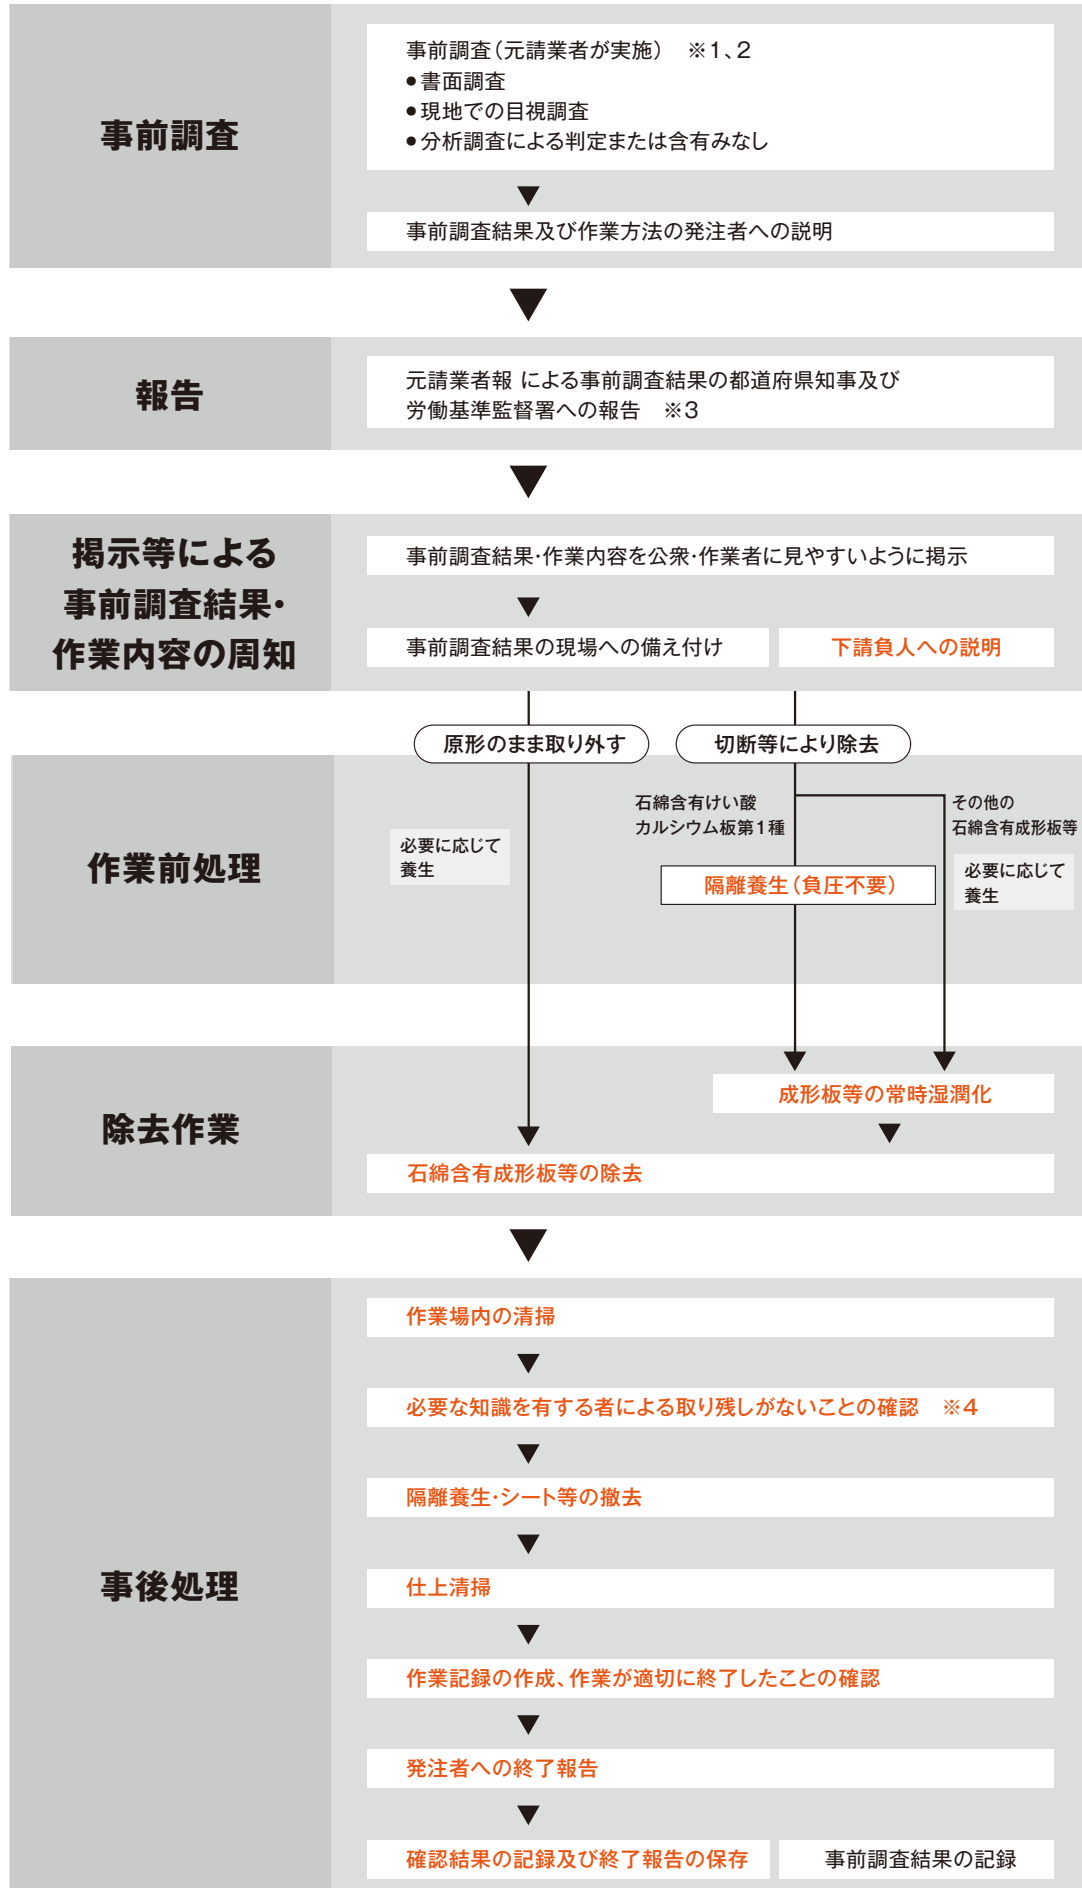 事前調査
事前調査（元請業者が実施）　※1、2
●書面調査
●現地での目視調査
●分析調査による判定または含有みなし
事前調査結果及び作業方法の発注者への説明
報告
元請業者報 による事前調査結果の都道府県知事及び
労働基準監督署への報告　※3
掲示等による
事前調査結果・
作業内容の周知
事前調査結果・作業内容を公衆・作業者に見やすいように掲示
事前調査結果の現場への備え付け
下請負人への説明
原形のまま取り外す
切断等により除去
作業前処理
必要に応じて
養生
石綿含有けい酸
カルシウム板第1種
隔離養生（負圧不要）
その他の
石綿含有成形板等
必要に応じて
養生
除去作業
成形板等の常時湿潤化
石綿含有成形板等の除去
事後処理
作業場内の清掃
必要な知識を有する者による取り残しがないことの確認　※4
隔離養生・シート等の撤去
仕上清掃
作業記録の作成、作業が適切に終了したことの確認
発注者への終了報告
確認結果の記録及び終了報告の保存
事前調査結果の記録